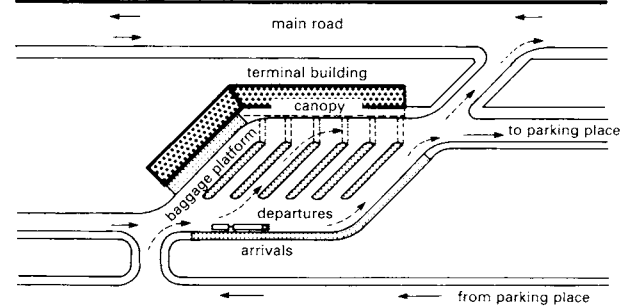 main road
terminal building
canopy
to parking place
baggage platform
departures
arrivals
from parking place